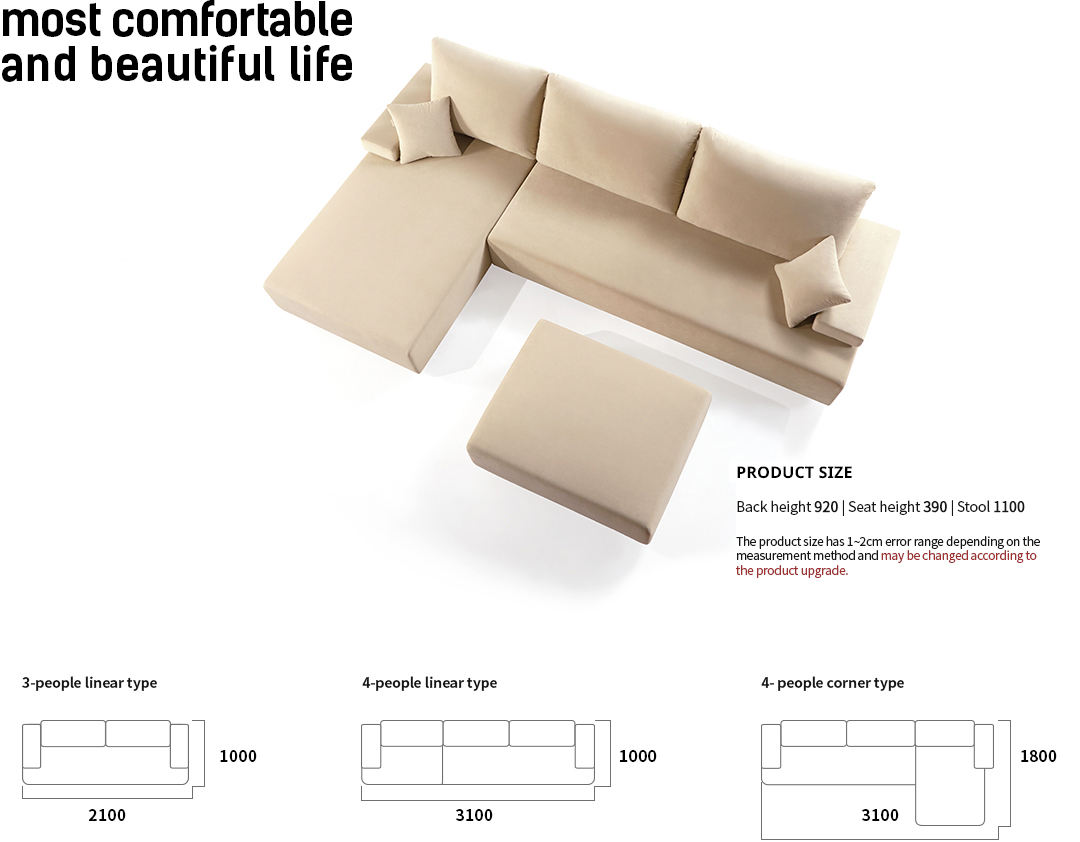 most comfortable
and beautiful life
PRODUCT SIZE
Back height 920 | Seat height 390 | Stool 1100
The product size has 1~2cm error range depending on the
measurement method and may be changed according to
the product upgrade.
3-people linear type
1000
2100
4-people linear type
1000
3100
4- people corner type
1800
3100